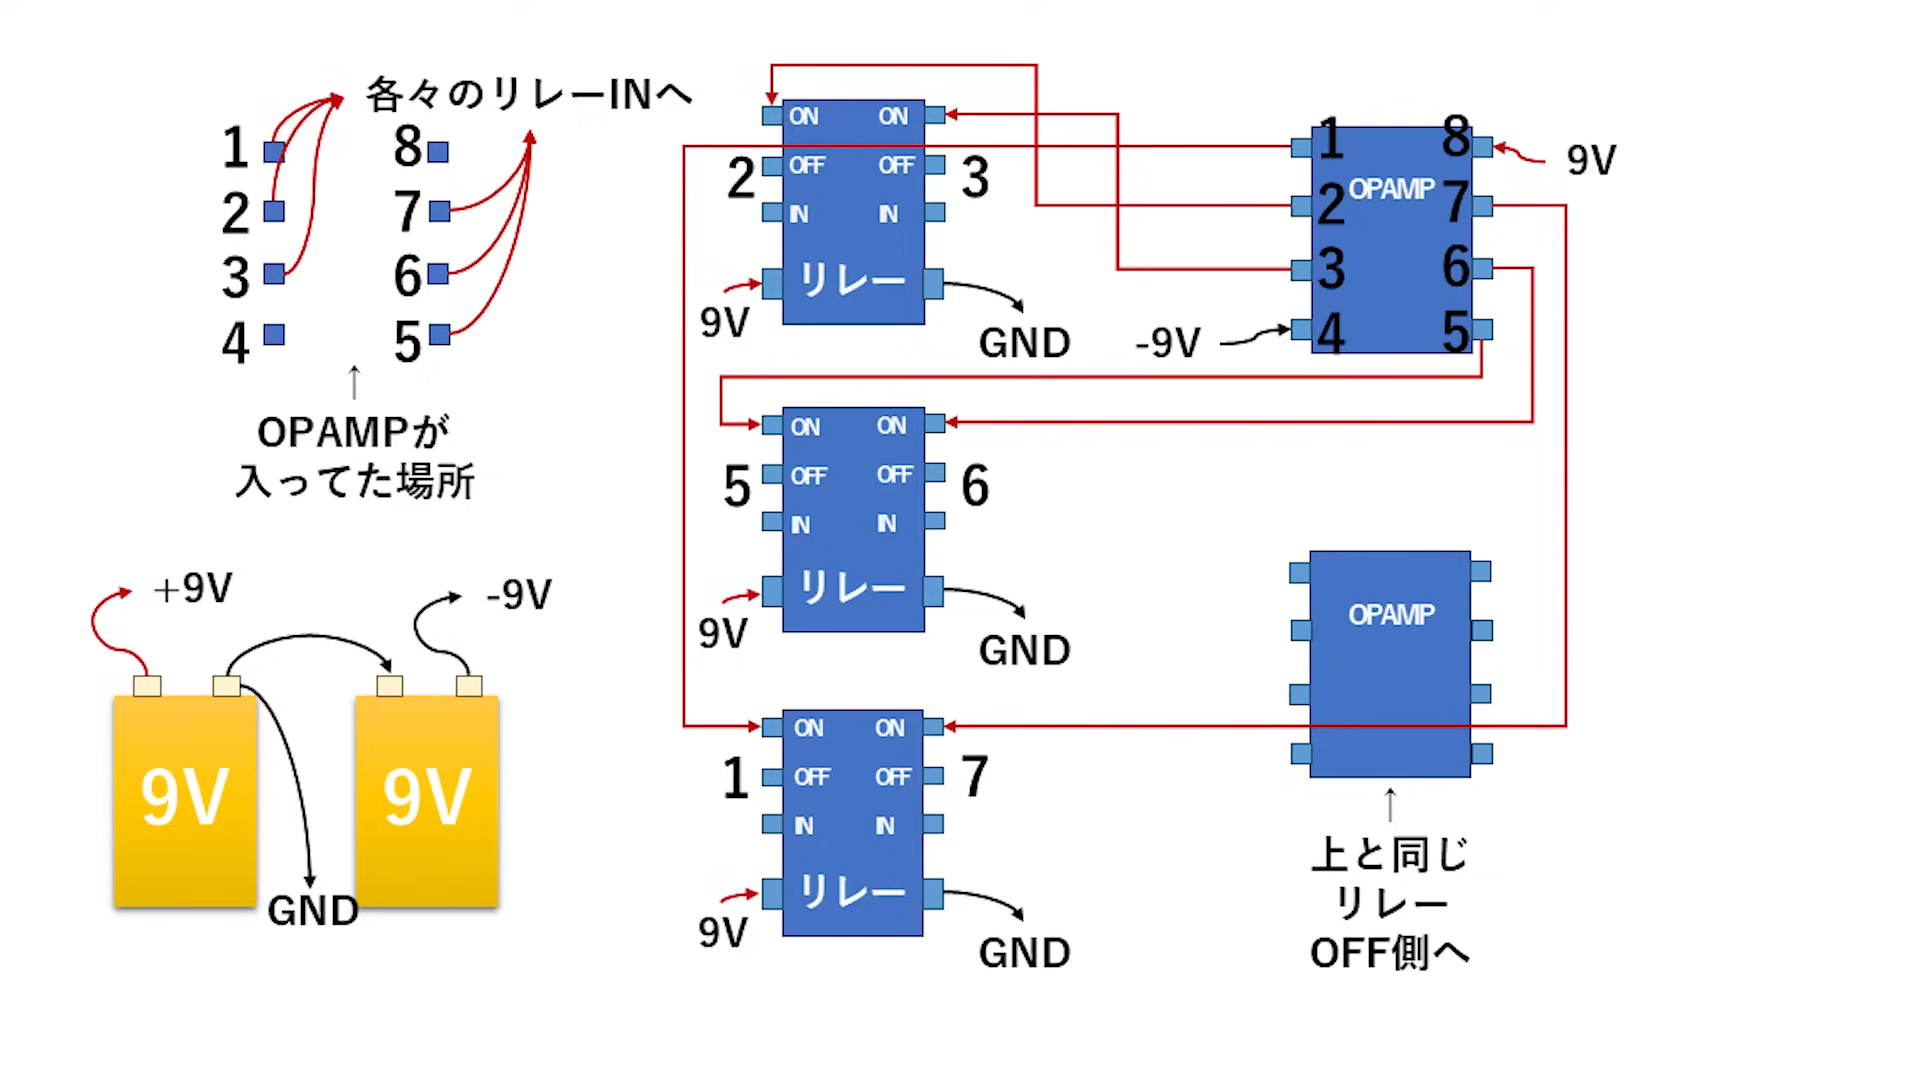 各々のリレーINへ
1
8
2
7
3
6
4
5
OPAMPが
入ってた場所
+9V
-9V
9V
9V
GND
ON
ON
2
OFF
OFF
3
IN
IN
リレー
9V
GND
ON
ON
5
OFF
OFF
6
IN
IN
リレー
9V
GND
ON
ON
1
OFF
OFF
7
IN
IN
リレー
9V
GND
1
8
9V
OPAMP
2
7
3
6
-9V
4
5
OPAMP
上と同じ
リレー
OFF側へ